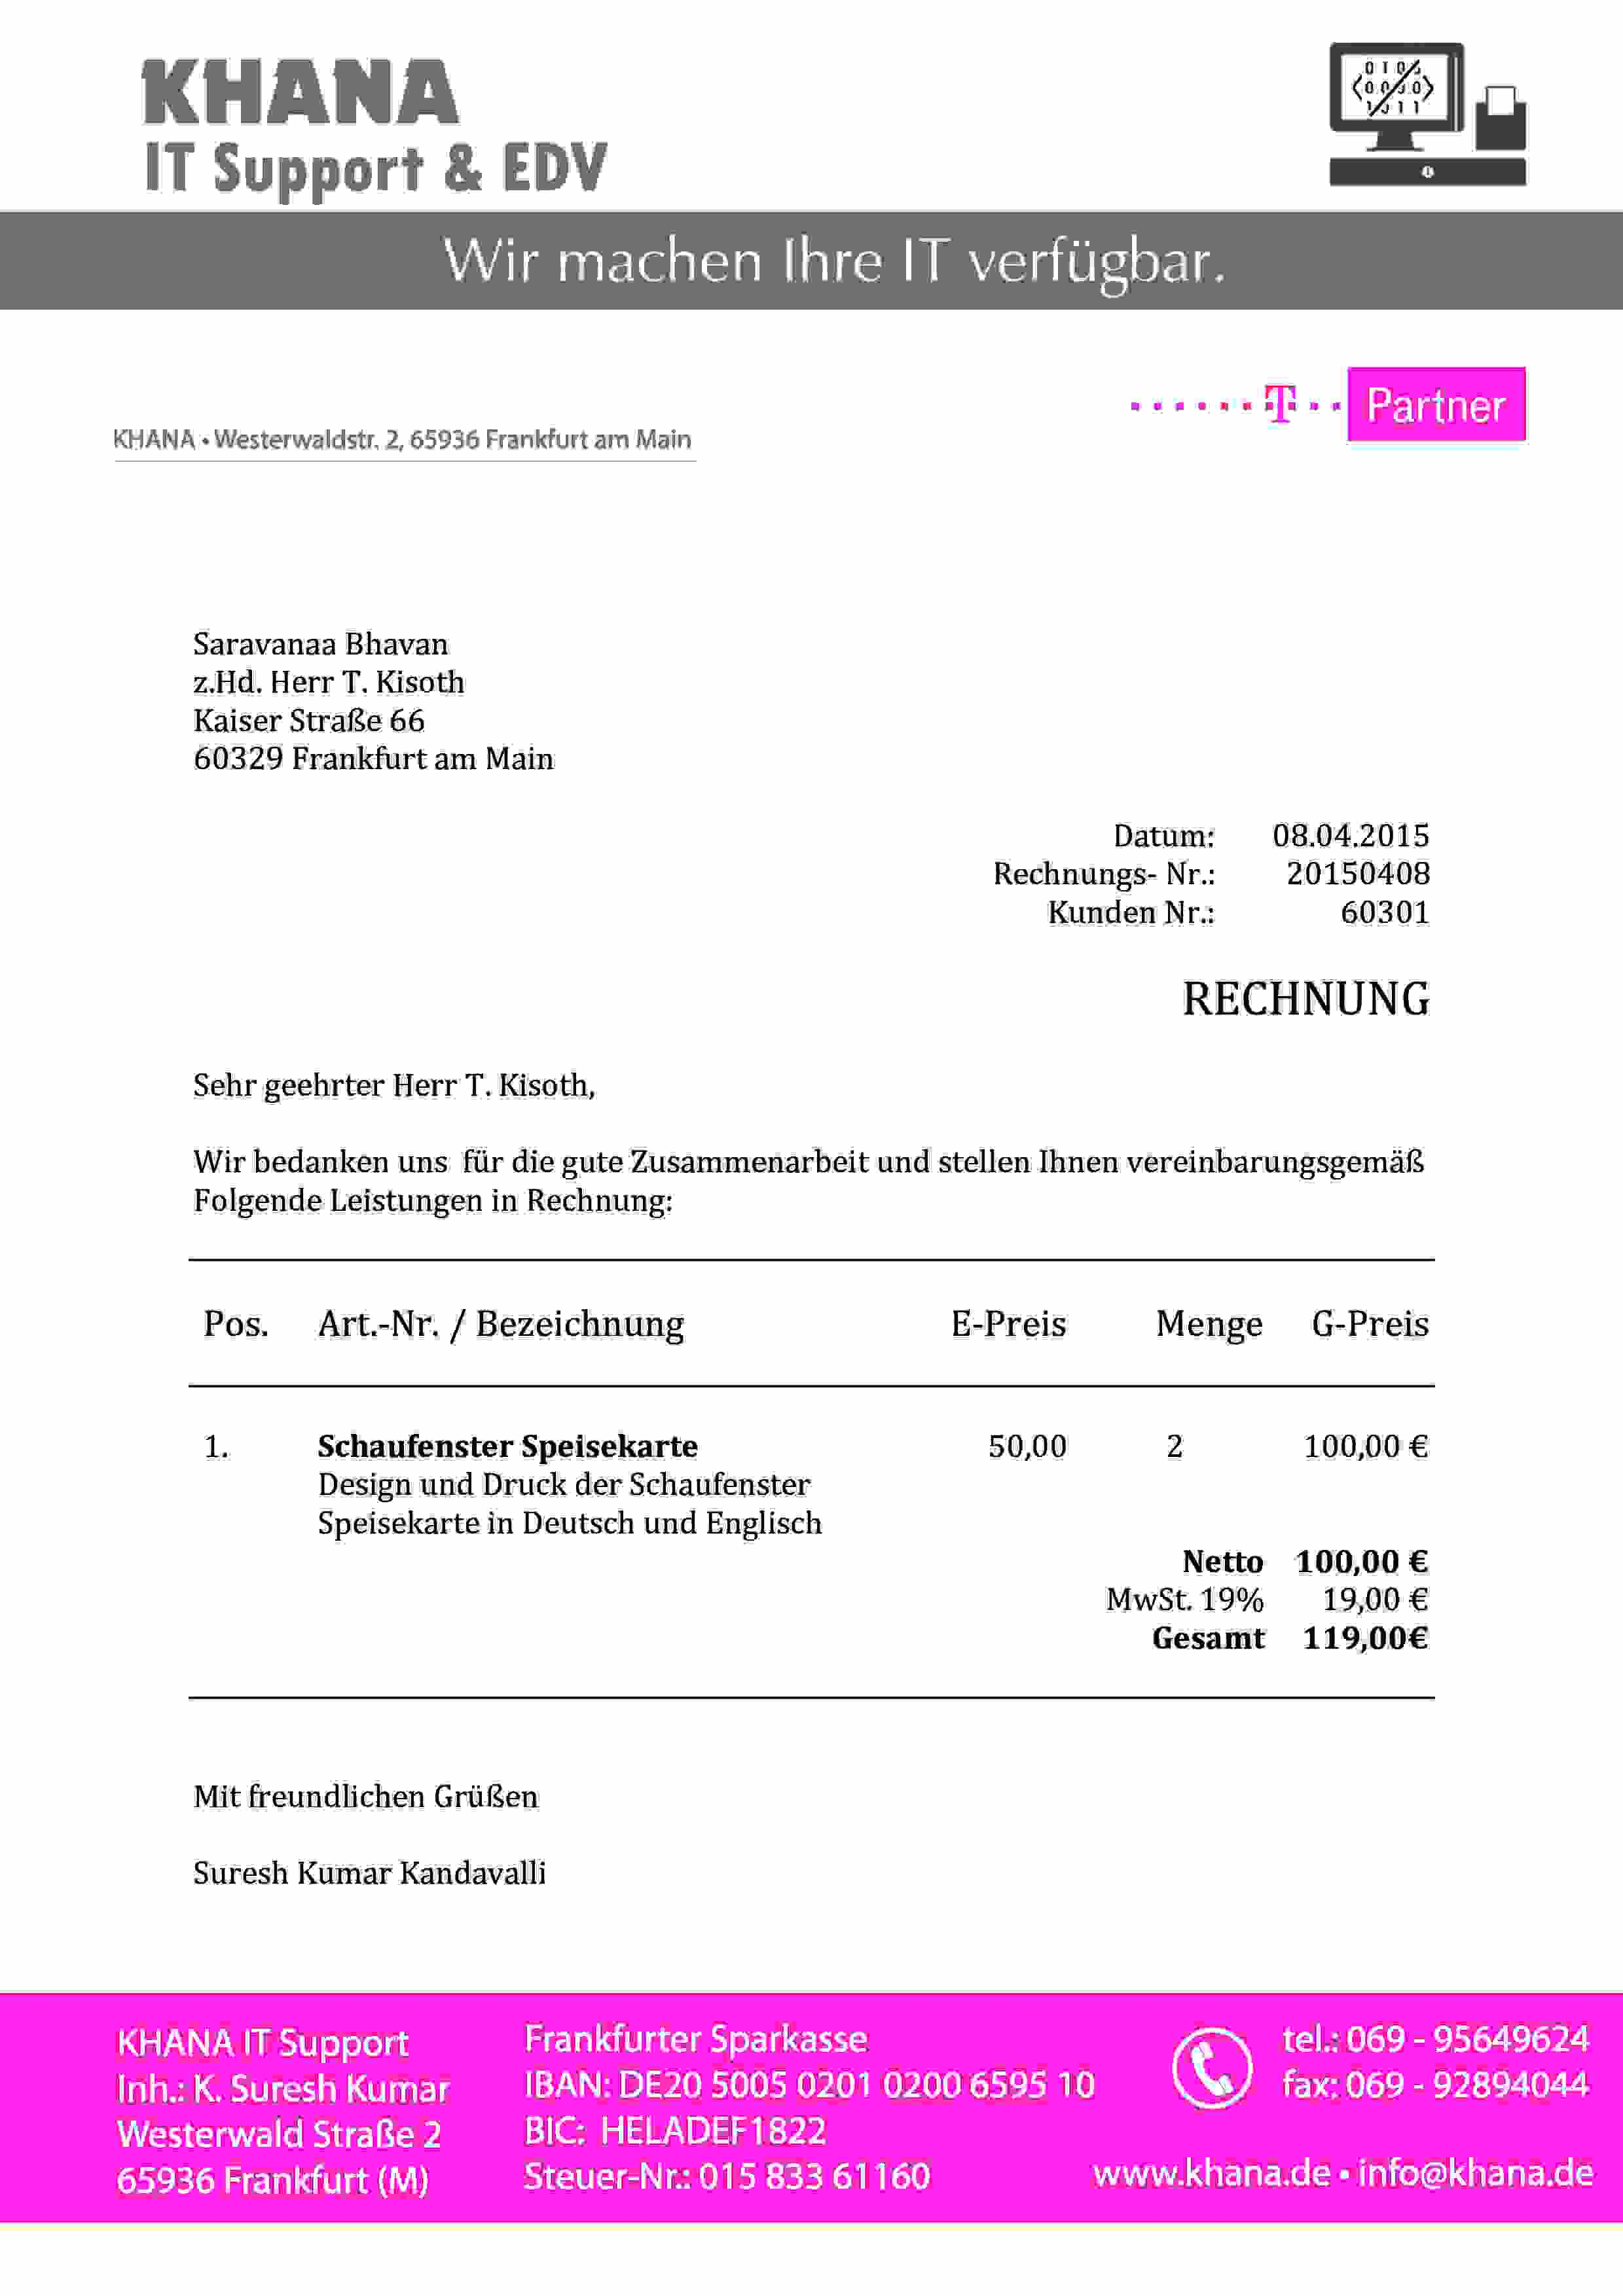 KHANA
IT Support & EDV
Wir machen Ihre IT verfügbar.
T Partner
KHANA • Westerwaldstr. 2, 65936 Frankfurt am Main
Saravanaa Bhavan
z.Hd. Herr T. Kisoth
Kaiser Straße 66
60329 Frankfurt am Main
Datum: 08.04.2015
Rechnungs- Nr.: 20150408
Kunden Nr.: 60301
RECHNUNG
Sehr geehrter Herr T. Kisoth,
Wir bedanken uns für die gute Zusammenarbeit und stellen Ihnen vereinbarungsgemäß
Folgende Leistungen in Rechnung:
Pos. Art.-Nr. / Bezeichnung E-Preis Menge G-Preis
1. Schaufenster Speisekarte 50,00 2 100,00 €
Design und Druck der Schaufenster
Speisekarte in Deutsch und Englisch
Netto 100,00 €
MwSt. 19% 19,00 €
Gesamt 119,00€
Mit freundlichen Grüßen
Suresh Kumar Kandavalli
KHANA IT Support
Inh.: K. Suresh Kumar
Westerwald Straße 2
65936 Frankfurt (M)
Frankfurter Sparkasse
IBAN: DE20 5005 0201 0200 6595 10
BIC: HELADEF1822
Steuer-Nr.: 015 833 61160
tel.: 069 - 95649624
fax: 069 - 92894044
www.khana.de • info@khana.de